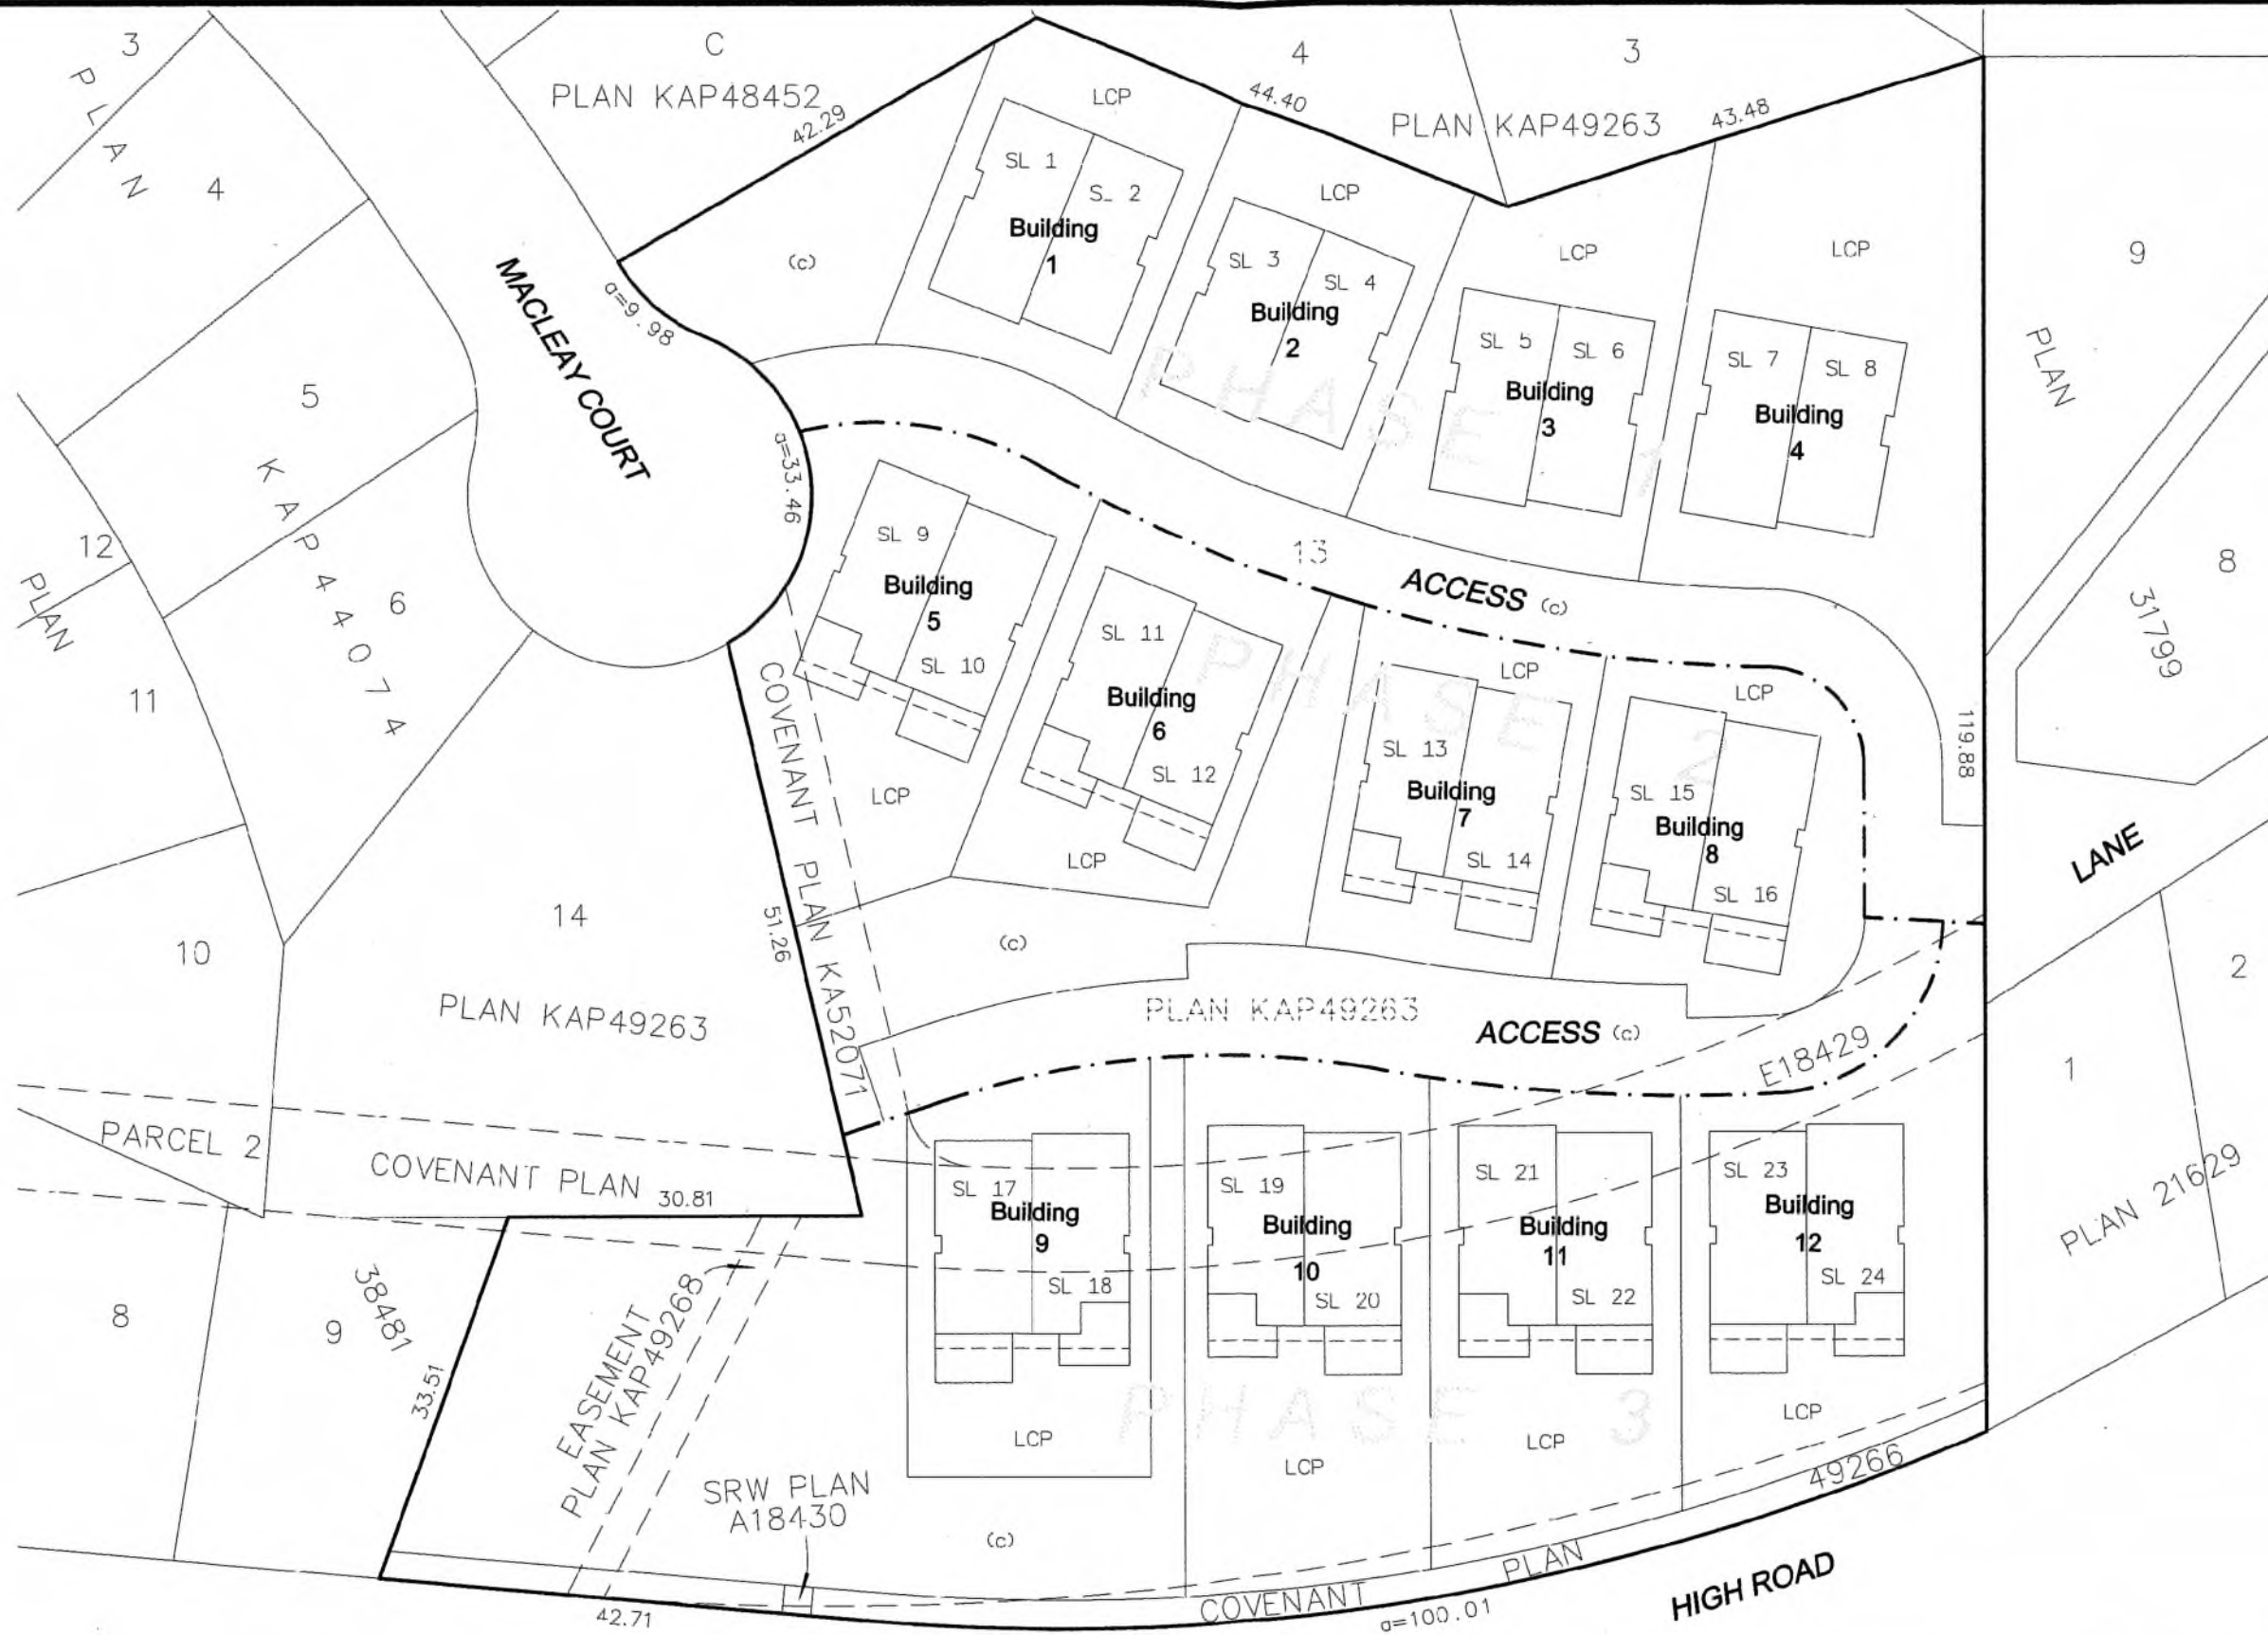 3
C
4
3
PLAN
PLAN KAP48452
42.29
LCP
44.40
PLAN KAP49263
43.48
4
SL 1
S_ 2
Building
1
LCP
(c)
SL 3
SL 4
Building
2
LCP
LCP
9
MACLEAY COURT
a=9.98
PHASE 1
SL 5
SL 6
Building
3
SL 7
SL 8
Building
4
PLAN
5
KAP44074
a=33.46
12
PLAN
SL 9
Building
5
SL 10
13
ACCESS (c)
8
31799
6
11
SL 11
Building
6
SL 12
PHASE 2
LCP
LCP
COVENANT PLAN KA52071
LCP
SL 13
Building
7
SL 14
SL 15
Building
8
SL 16
119.88
LANE
LCP
14
51.26
10
(c)
2
PLAN KAP49263
PLAN KAP49263
ACCESS (c)
E18429
1
PARCEL 2
COVENANT PLAN
30.81
SL 17
Building
9
SL 18
SL 19
Building
10
SL 20
SL 21
Building
11
SL 22
SL 23
Building
12
SL 24
PLAN 21629
8
9
38481
33.51
EASEMENT
PLAN KAP49268
PHASE 3
LCP
LCP
LCP
LCP
SRW PLAN
A18430
(c)
49266
42.71
COVENANT
PLAN
a=100.01
HIGH ROAD